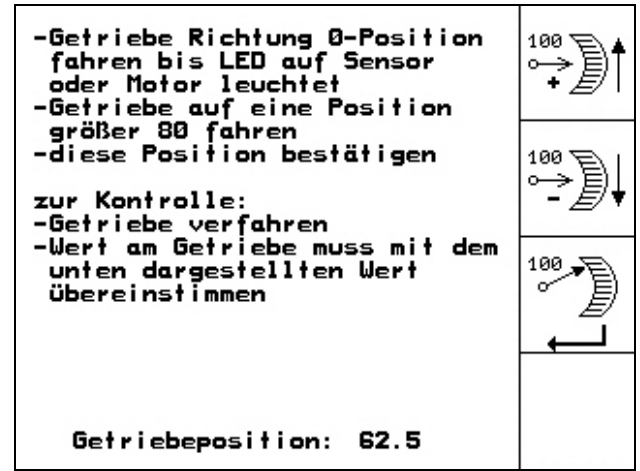 -Getriebe Richtung 0-Position
fahren bis LED auf Sensor
oder Motor leuchtet
-Getriebe auf eine Position
größer 80 fahren
-diese Position bestätigen
zur Kontrolle:
-Getriebe verfahren
-Wert am Getriebe muss mit dem
unten dargestellten Wert
übereinstimmen
Getriebeposition: 62.5
100
+
100
-
100